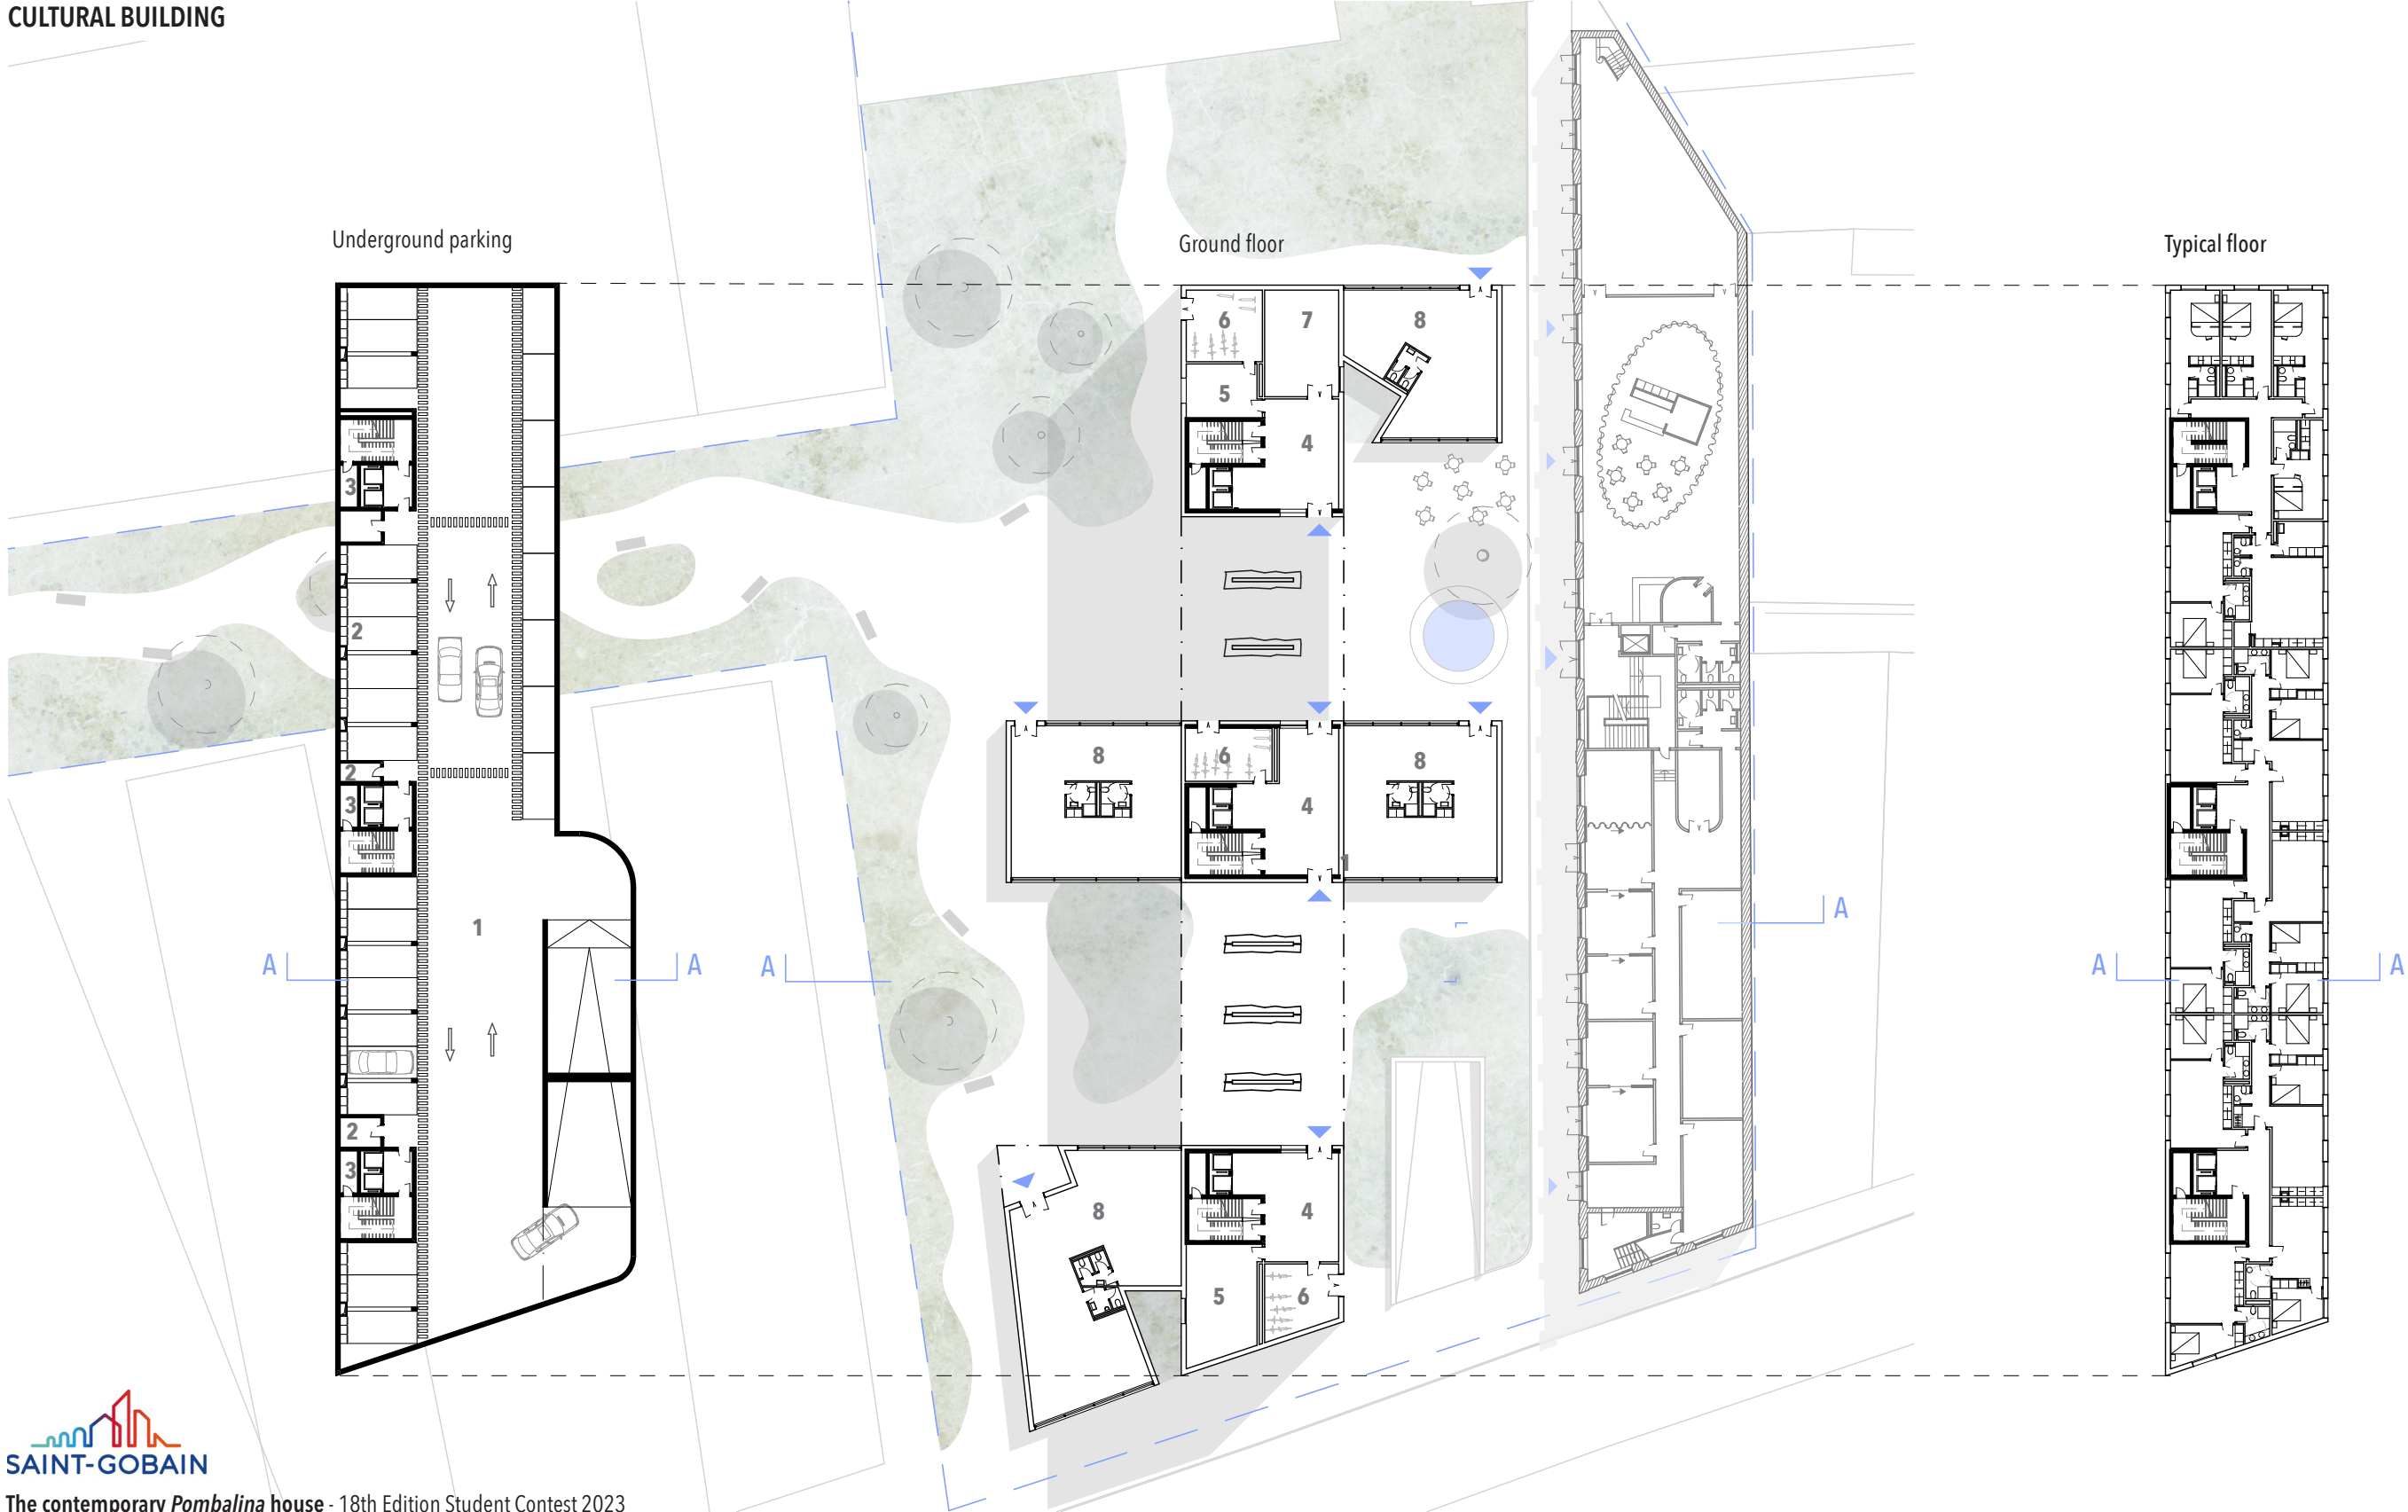 CULTURAL BUILDING
Underground parking
Ground floor
Typical floor
6
7
8
5
4
3
2
6
8
8
2
3
4
1
1
A
A
A
A
A
A
2
3
8
4
5
6
SAINT-GOBAIN
The contemporary Pombalina house - 18th Edition Student Contest 2023